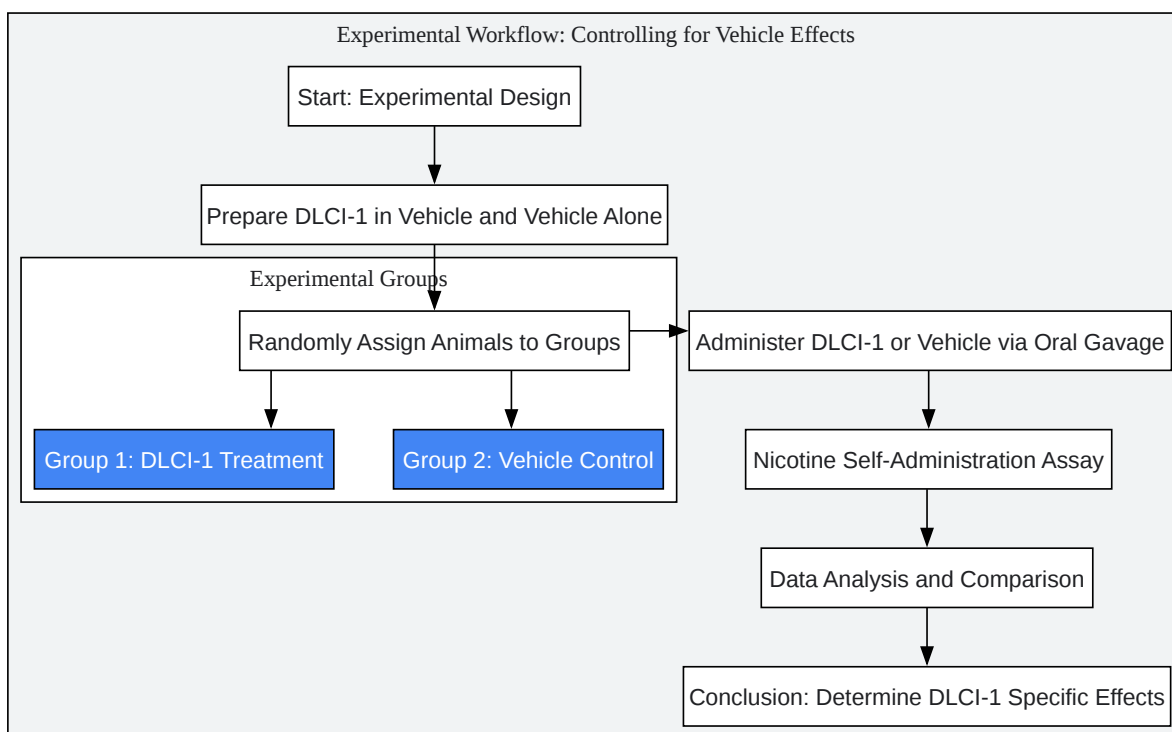 Experimental Workflow: Controlling for Vehicle Effects
Start: Experimental Design
Prepare DLCI-1 in Vehicle and Vehicle Alone
Experimental Groups
Randomly Assign Animals to Groups
Administer DLCI-1 or Vehicle via Oral Gavage
Group 1: DLCI-1 Treatment
Group 2: Vehicle Control
Nicotine Self-Administration Assay
Data Analysis and Comparison
Conclusion: Determine DLCI-1 Specific Effects